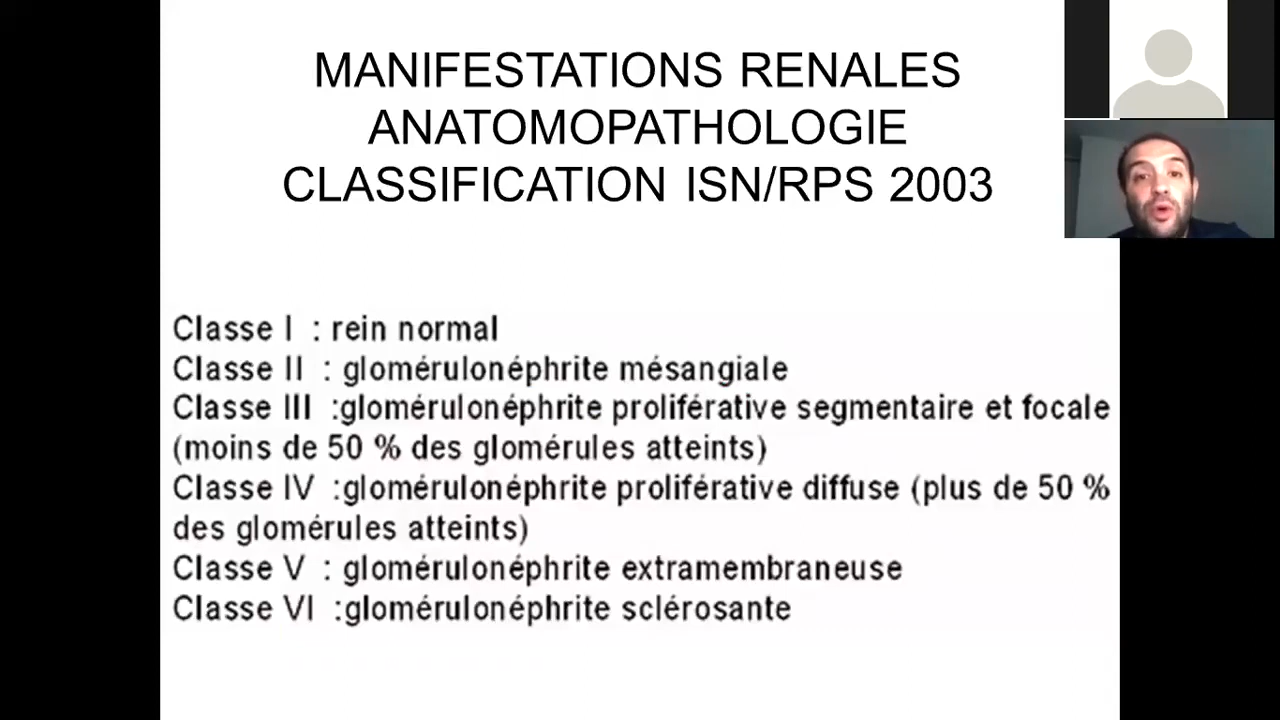 MANIFESTATIONS RENALES
ANATOMOPATHOLOGIE
CLASSIFICATION ISN/RPS 2003
Classe I : rein normal
Classe II : glomérulonéphrite mésangiale
Classe III :glomérulonéphrite proliférative segmentaire et focale
(moins de 50 % des glomérules atteints)
Classe IV :glomérulonéphrite proliférative diffuse (plus de 50 %
des glomérules atteints)
Classe V : glomérulonéphrite extramembraneuse
Classe VI :glomérulonéphrite sclérosante